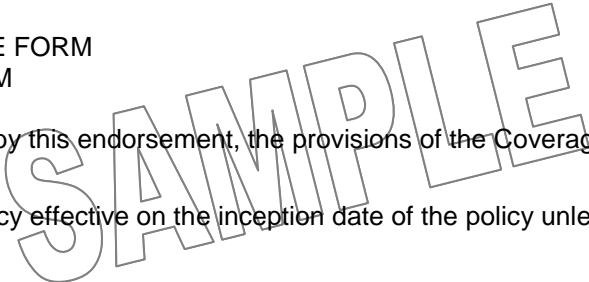 E FORM
M
by this endorsement, the provisions of the Coverag
cy effective on the inception date of the policy unle
SAMPLE